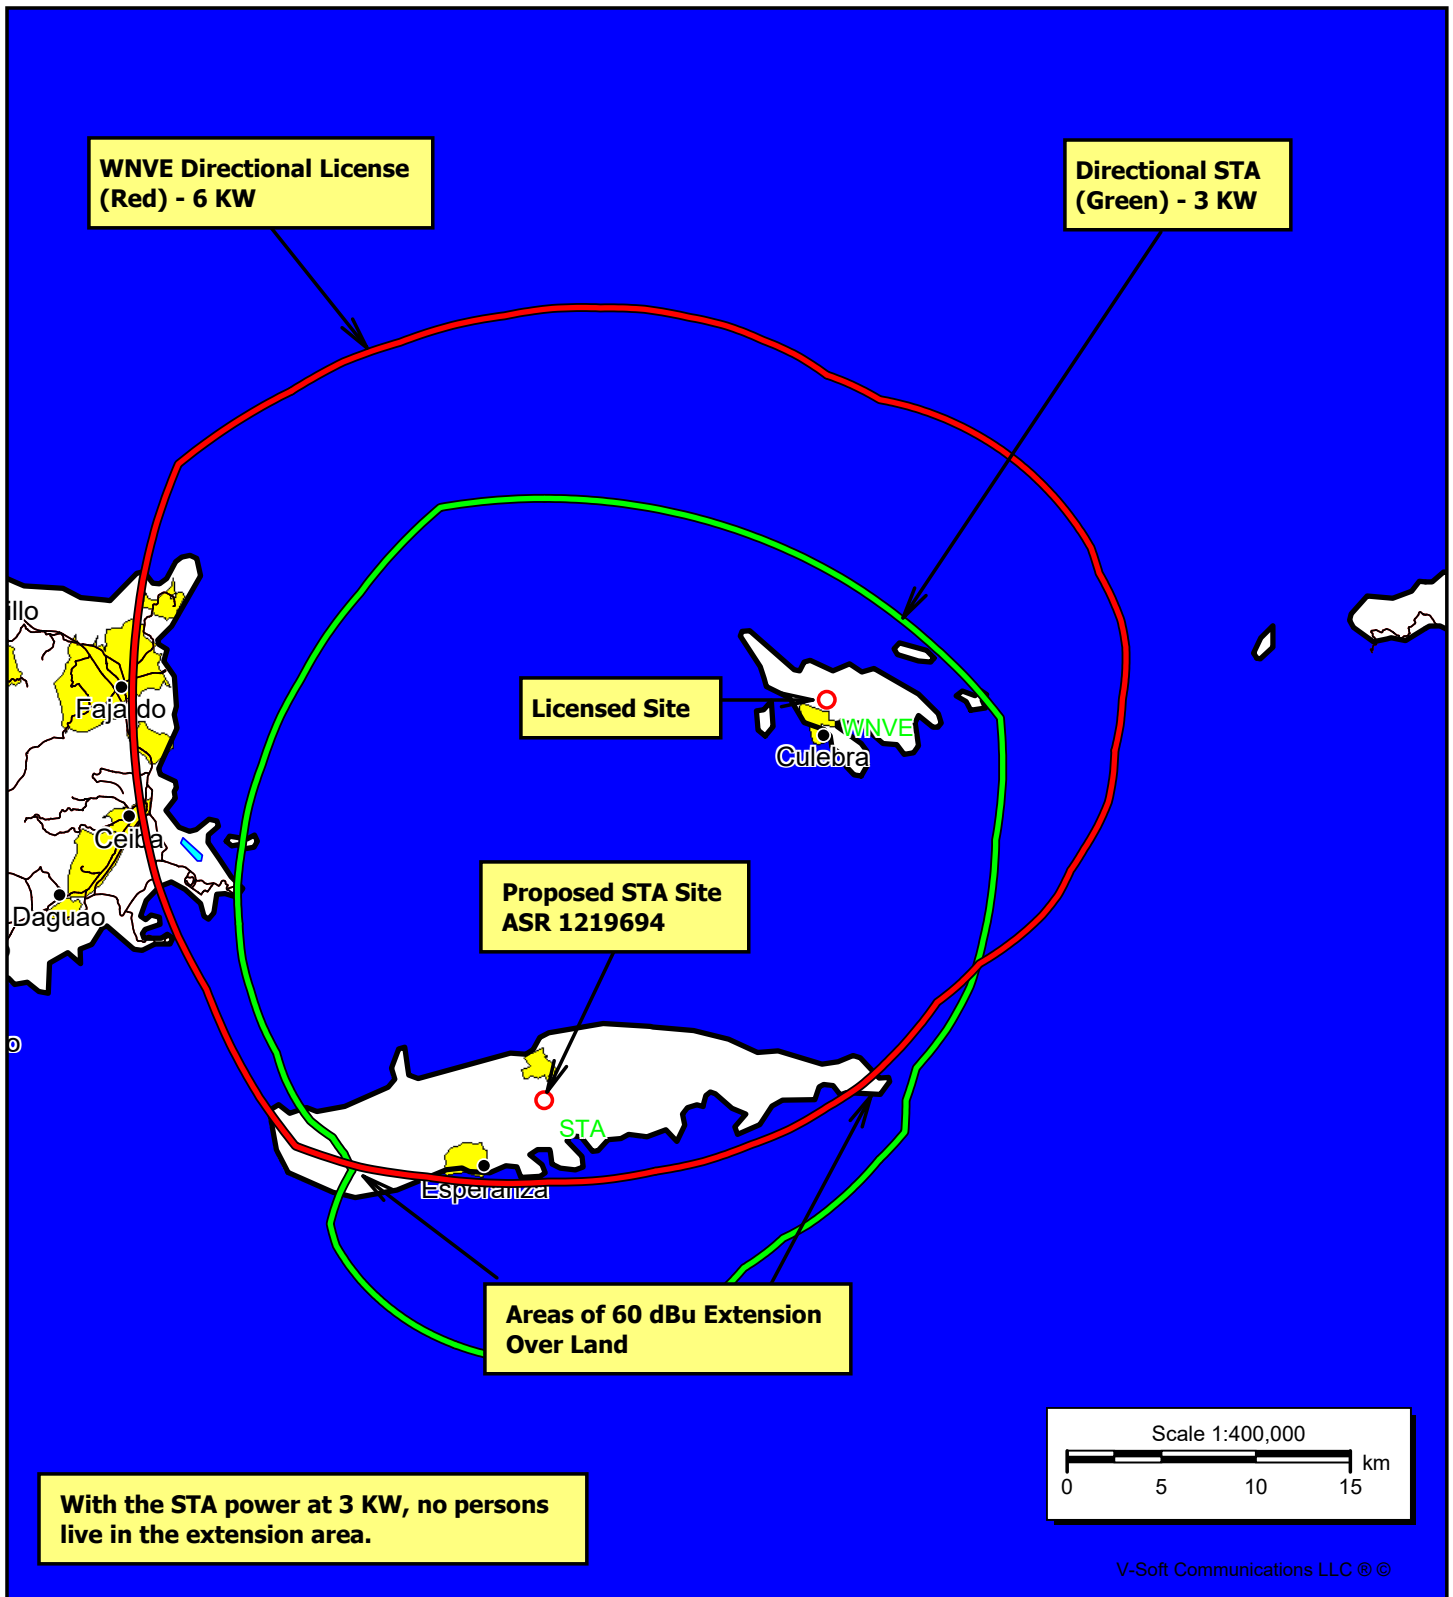 WNVE Directional License
(Red) - 6 KW
Directional STA
(Green) - 3 KW
illo
Fajardo
Licensed Site
WNVE
Culebra
Ceiba
Proposed STA Site
ASR 1219694
Daguao
o
STA
Esperanza
Areas of 60 dBu Extension
Over Land
Scale 1:400,000
km
0 5 10 15
With the STA power at 3 KW, no persons
live in the extension area.
V-Soft Communications LLC ® ©